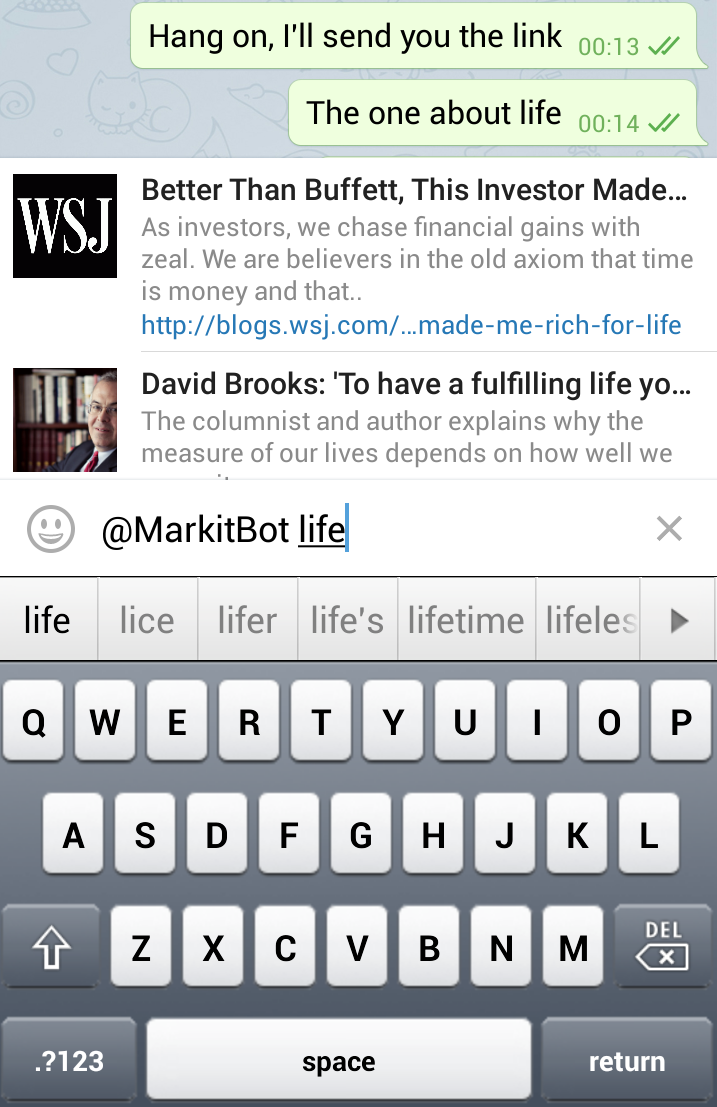 Hang on, I'll send you the link 00:13
The one about life 00:14
WSJ
Better Than Buffett, This Investor Made...
As investors, we chase financial gains with
zeal. We are believers in the old axiom that time
is money and that..
http://blogs.wsj.com/...made-me-rich-for-life
David Brooks: 'To have a fulfilling life yo...
The columnist and author explains why the
measure of our lives depends on how well we
@MarkitBot life
life lice lifer life's lifetime lifeles
Q W E R T Y U I O P
A S D F G H J K L
Z X C V B N M DEL
.?123 space return